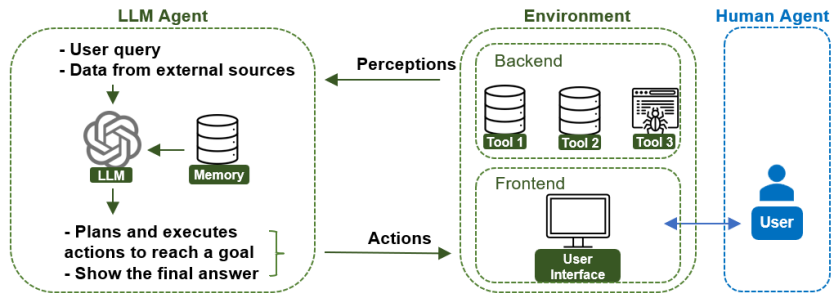 LLM Agent
- User query
- Data from external sources
LLM
Memory
- Plans and executes
actions to reach a goal
- Show the final answer
Perceptions
Actions
Environment
Backend
Tool 1
Tool 2
Tool 3
Frontend
User
Interface
Human Agent
User